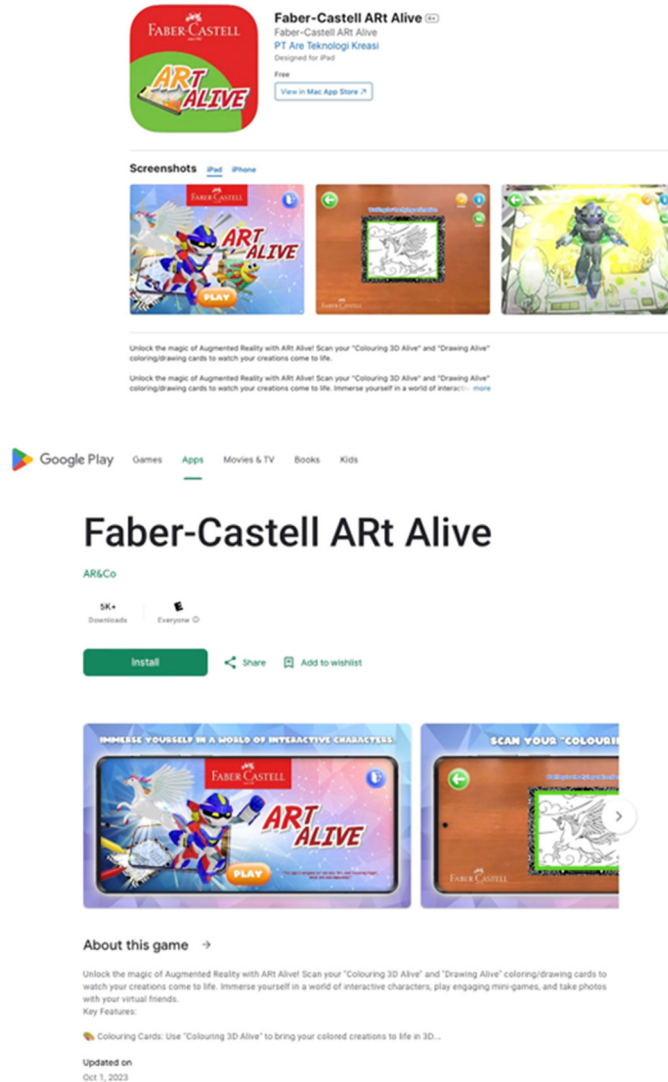 FABER-CASTELL
ART
ALIVE
Faber-Castell ARt Alive 4+
Faber-Castell ARt Alive
PT Are Teknologi Kreasi
Designed for iPad
Free
View in Mac App Store ↗
Screenshots iPad iPhone
FABER-CASTELL
ART
ALIVE
PLAY
FABER-CASTELL
Unlock the magic of Augmented Reality with ARt Alive! Scan your "Colouring 3D Alive" and "Drawing Alive"
coloring/drawing cards to watch your creations come to life.
Unlock the magic of Augmented Reality with ARt Alive! Scan your "Colouring 3D Alive" and "Drawing Alive"
coloring/drawing cards to watch your creations come to life. Immerse yourself in a world of interacti more
Google Play Games Apps Movies & TV Books Kids
Faber-Castell ARt Alive
AR&Co
5K+
Downloads
E
Everyone
Install Share Add to wishlist
IMMERSE YOURSELF IN A WORLD OF INTERACTIVE CHARACTERS
FABER-CASTELL
ART
ALIVE
PLAY
SCAN YOUR "COLOURI
FABER-CASTELL
About this game →
Unlock the magic of Augmented Reality with ARt Alive! Scan your "Colouring 3D Alive" and "Drawing Alive" coloring/drawing cards to
watch your creations come to life. Immerse yourself in a world of interactive characters, play engaging mini-games, and take photos
with your virtual friends.
Key Features:
🎨 Colouring Cards: Use "Colouring 3D Alive" to bring your colored creations to life in 3D...
Updated on
Oct 1, 2023